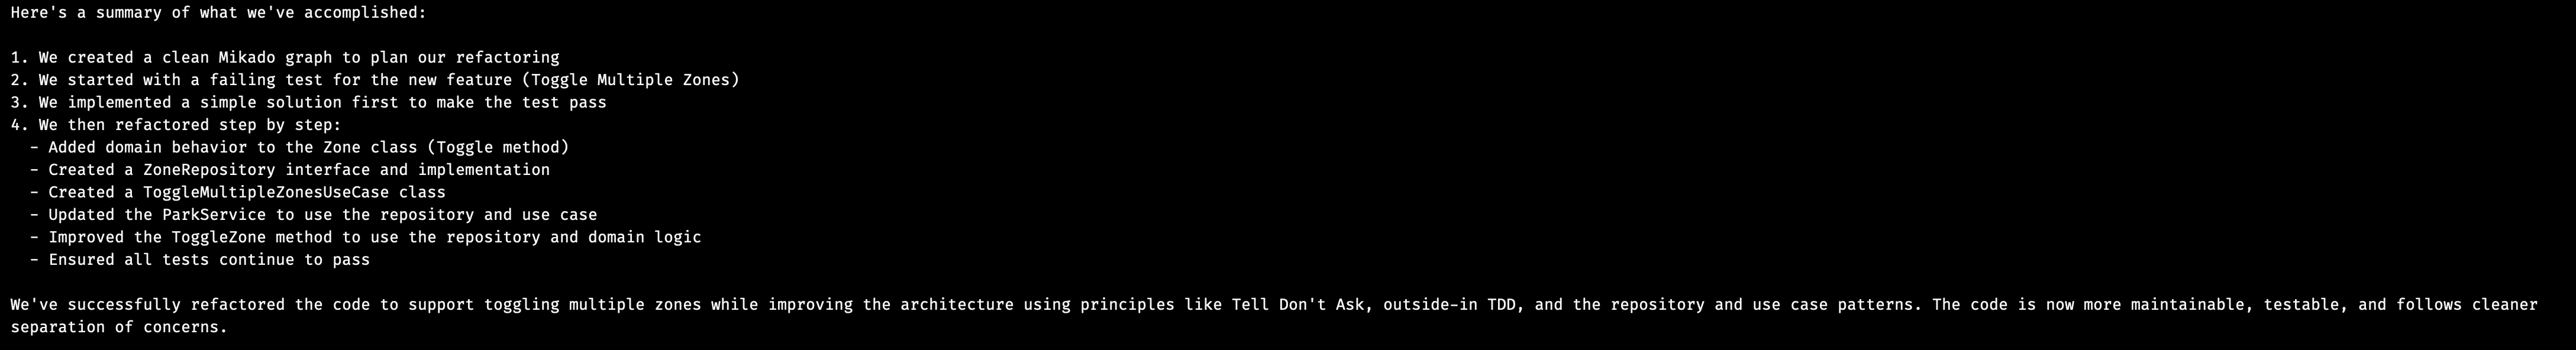 Here's a summary of what we've accomplished:
1. We created a clean Mikado graph to plan our refactoring
2. We started with a failing test for the new feature (Toggle Multiple Zones)
3. We implemented a simple solution first to make the test pass
4. We then refactored step by step:
- Added domain behavior to the Zone class (Toggle method)
- Created a ZoneRepository interface and implementation
- Created a ToggleMultipleZonesUseCase class
- Updated the ParkService to use the repository and use case
- Improved the ToggleZone method to use the repository and domain logic
- Ensured all tests continue to pass
We've successfully refactored the code to support toggling multiple zones while improving the architecture using principles like Tell Don't Ask, outside-in TDD, and the repository and use case patterns. The code is now more maintainable, testable, and follows cleaner
separation of concerns.